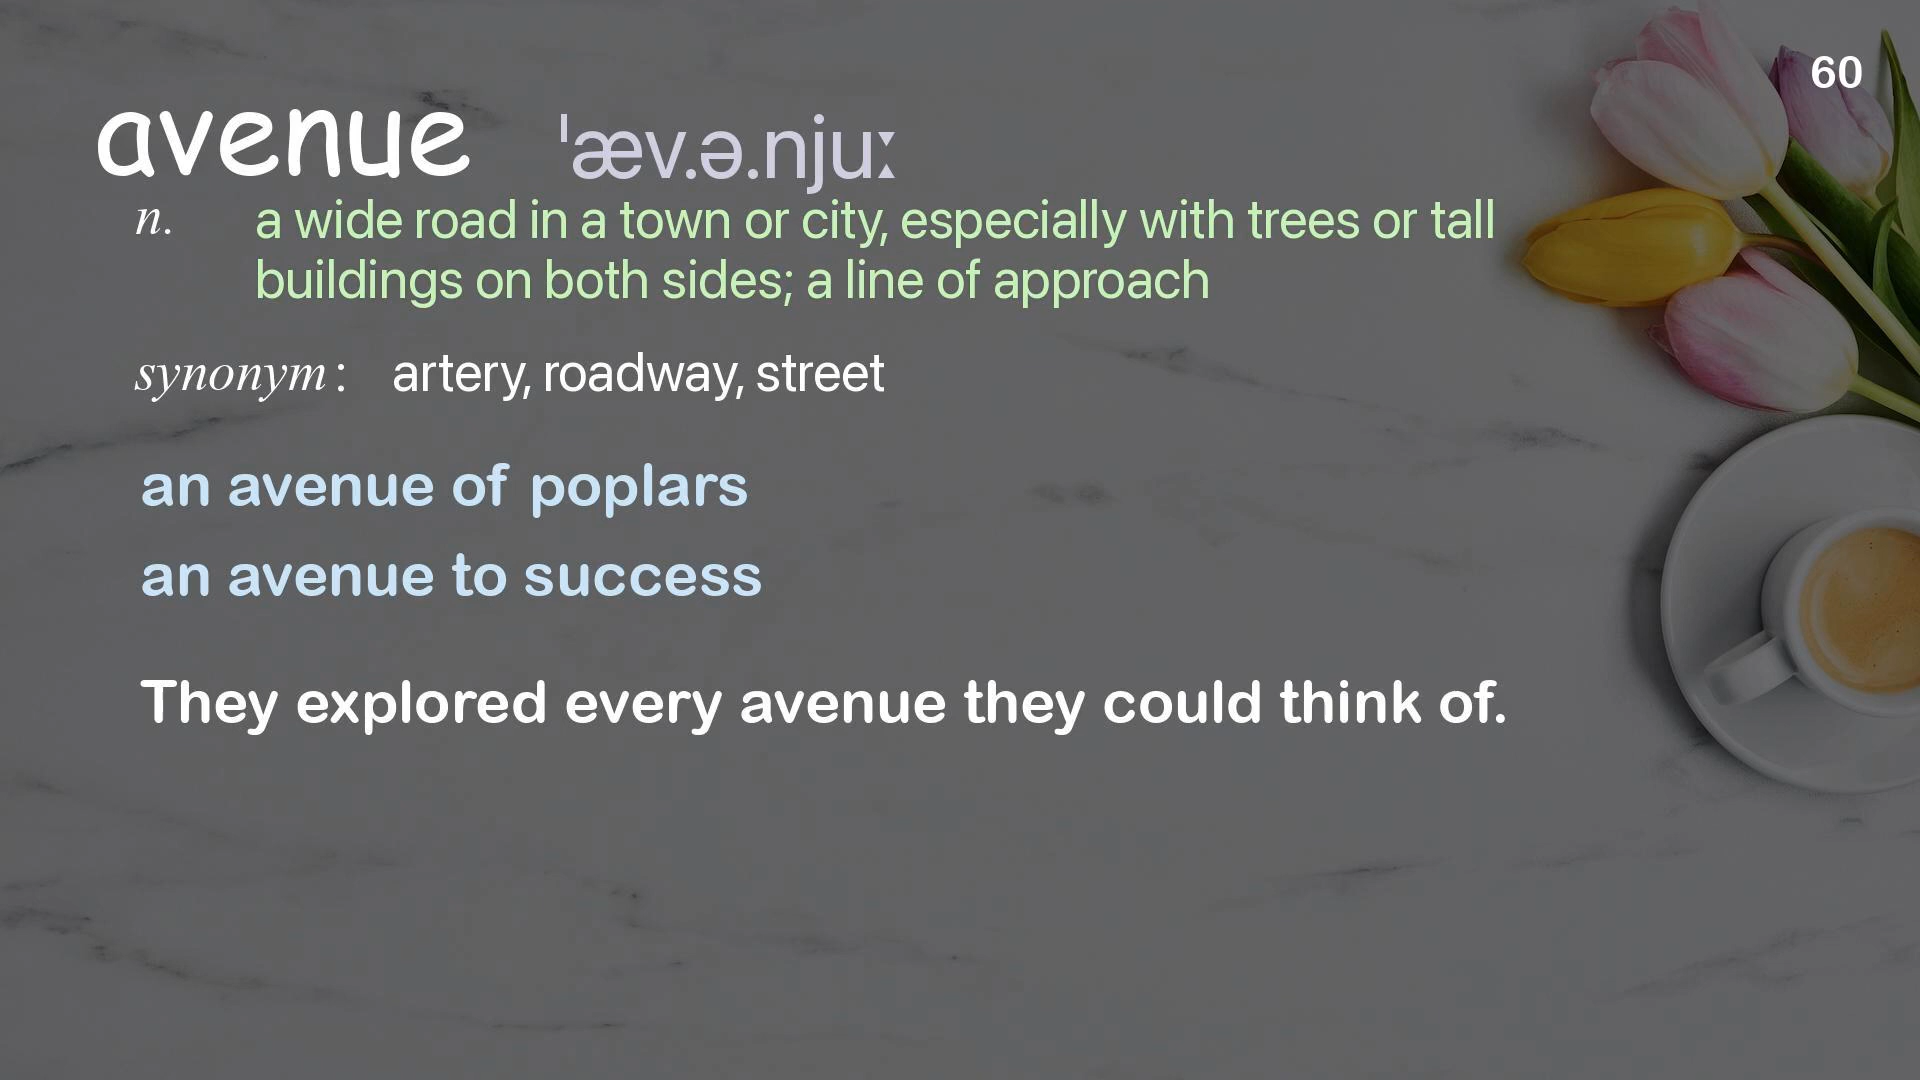 60
avenue ˈæv.ə.njuː
n. a wide road in a town or city, especially with trees or tall
buildings on both sides; a line of approach
synonym: artery, roadway, street
an avenue of poplars
an avenue to success
They explored every avenue they could think of.